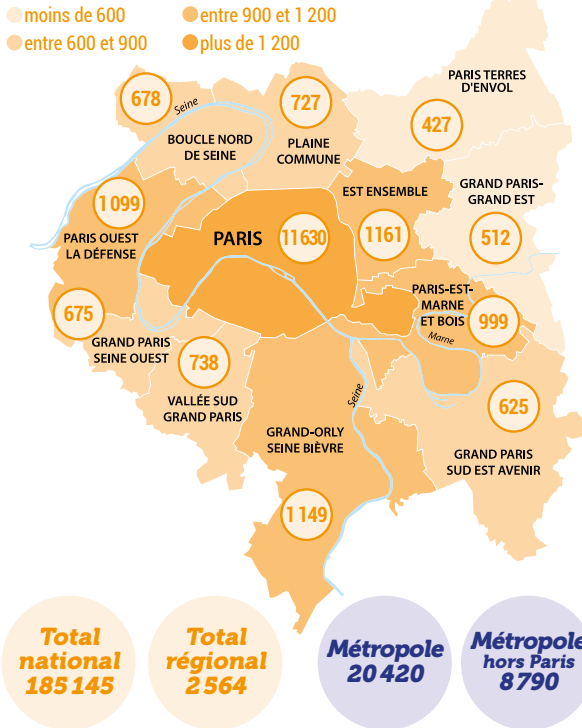 moins de 600
entre 600 et 900
entre 900 et 1 200
plus de 1 200
PARIS TERRES
D'ENVOL
427
678
Seine
BOUCLE NORD
DE SEINE
727
PLAINE
COMMUNE
EST ENSEMBLE
1161
GRAND PARIS-
GRAND EST
512
1 099
PARIS OUEST
LA DÉFENSE
PARIS
11 630
PARIS-EST-
MARNE
ET BOIS
999
Marne
675
GRAND PARIS
SEINE OUEST
738
VALLÉE SUD
GRAND PARIS
Seine
GRAND-ORLY
SEINE BIÈVRE
1 149
625
GRAND PARIS
SUD EST AVENIR
Total
national
185 145
Total
régional
2 564
Métropole
20 420
Métropole
hors Paris
8 790